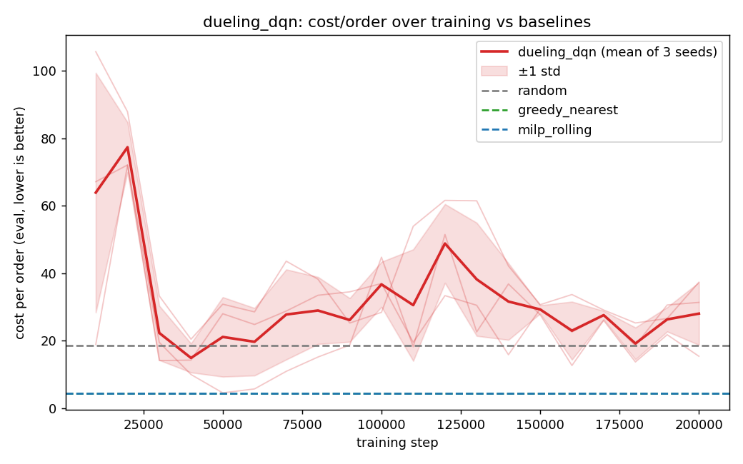 dueling_dqn: cost/order over training vs baselines
dueling_dqn (mean of 3 seeds)
±1 std
random
greedy_nearest
milp_rolling
cost per order (eval, lower is better)
100
80
60
40
20
0
25000 50000 75000 100000 125000 150000 175000 200000
training step